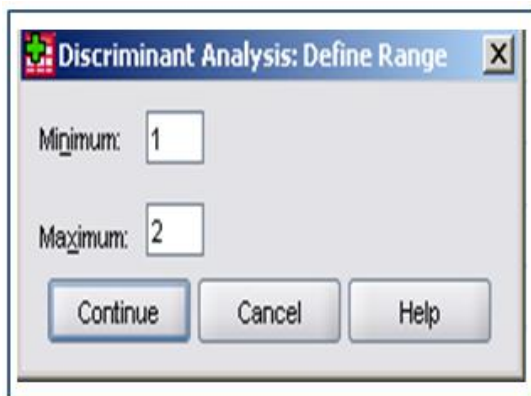 Discriminant Analysis: Define Range
Minimum: 1
Maximum: 2
Continue Cancel Help